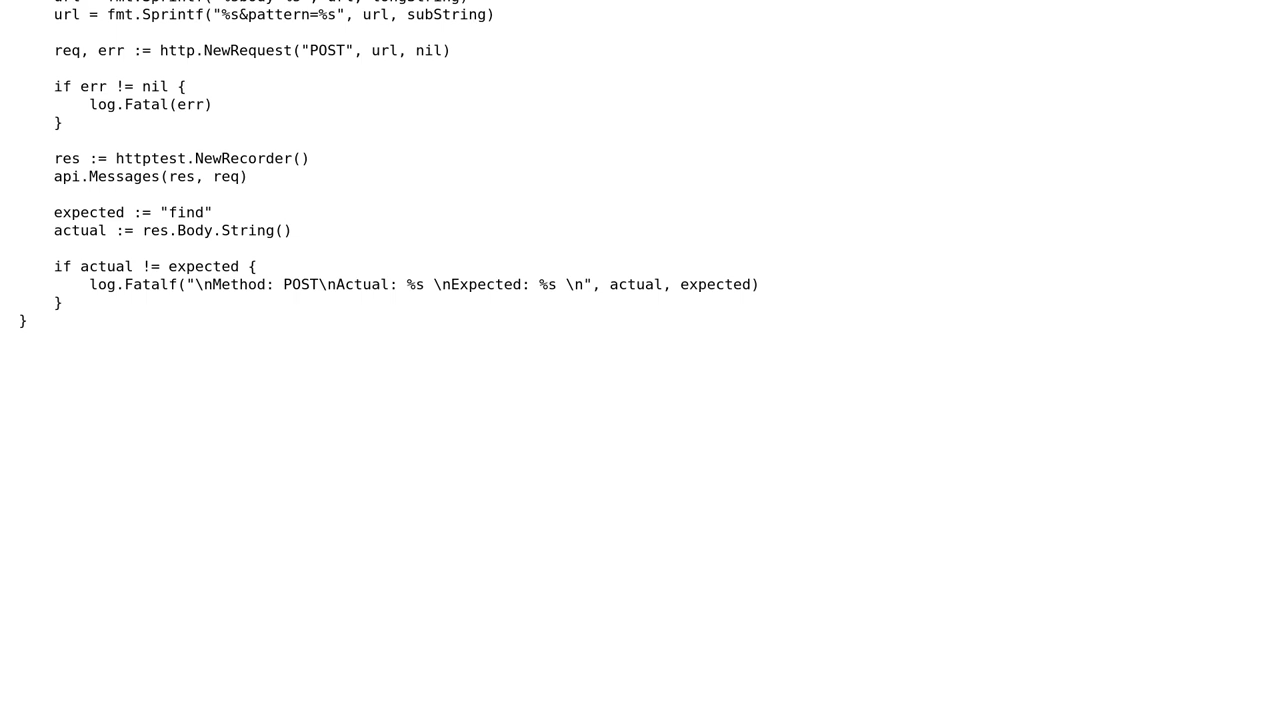 url = fmt.Sprintf("%s&pattern=%s", url, subString)

    req, err := http.NewRequest("POST", url, nil)

    if err != nil {
        log.Fatal(err)
    }

    res := httptest.NewRecorder()
    api.Messages(res, req)

    expected := "find"
    actual := res.Body.String()

    if actual != expected {
        log.Fatalf("\nMethod: POST\nActual: %s \nExpected: %s \n", actual, expected)
    }
}